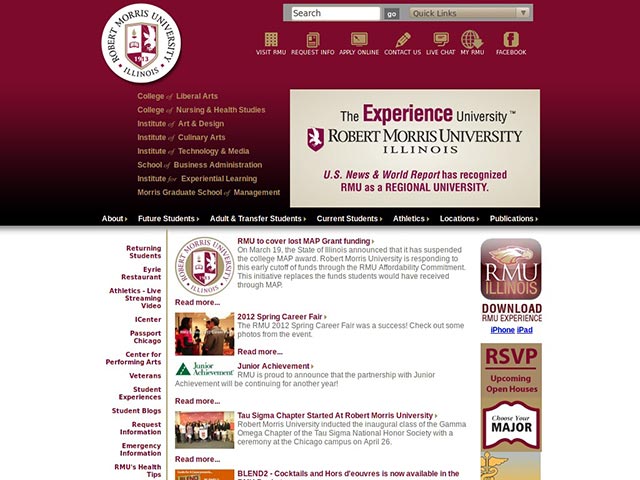 ROBERT MORRIS UNIVERSITY
1913
ILLINOIS
Search
go
Quick Links
VISIT RMU
REQUEST INFO
APPLY ONLINE
CONTACT US
LIVE CHAT
MY RMU
FACEBOOK
College of Liberal Arts
College of Nursing & Health Studies
Institute of Art & Design
Institute of Culinary Arts
Institute of Technology & Media
School of Business Administration
Institute for Experiential Learning
Morris Graduate School of Management
The Experience University™
ROBERT MORRIS UNIVERSITY
ILLINOIS
U.S. News & World Report has recognized
RMU as a REGIONAL UNIVERSITY.
About ›
Future Students ›
Adult & Transfer Students ›
Current Students ›
Athletics ›
Locations ›
Publications ›
Returning
Students
Eyrie
Restaurant
Athletics - Live
Streaming
Video
ICenter
Passport
Chicago
Center for
Performing Arts
Veterans
Student
Experiences
Student Blogs
Request
Information
Emergency
Information
RMU's Health
Tips
ROBERT MORRIS UNIVERSITY
ILLINOIS
RMU to cover lost MAP Grant funding ›
On March 19, the State of Illinois announced that it has suspended
the college MAP award. Robert Morris University is responding to
this early cutoff of funds through the RMU Affordability Commitment.
This initiative replaces the funds students would have received
through MAP.
Read more...
2012 Spring Career Fair ›
The RMU 2012 Spring Career Fair was a success! Check out some
photos from the event.
Read more...
Junior
Achievement
Junior Achievement ›
RMU is proud to announce that the partnership with Junior
Achievement will be continuing for another year!
Read more...
Tau Sigma Chapter Started At Robert Morris University ›
Robert Morris University inducted the inaugural class of the Gamma
Omega Chapter of the Tau Sigma National Honor Society with a
ceremony at the Chicago campus on April 26.
Read more...
BLEND
BLEND2 - Cocktails and Hors d'eouvres is now available in the
RMU
ILLINOIS
DOWNLOAD
RMU EXPERIENCE
iPhone iPad
RSVP
Upcoming
Open Houses
Choose Your
MAJOR